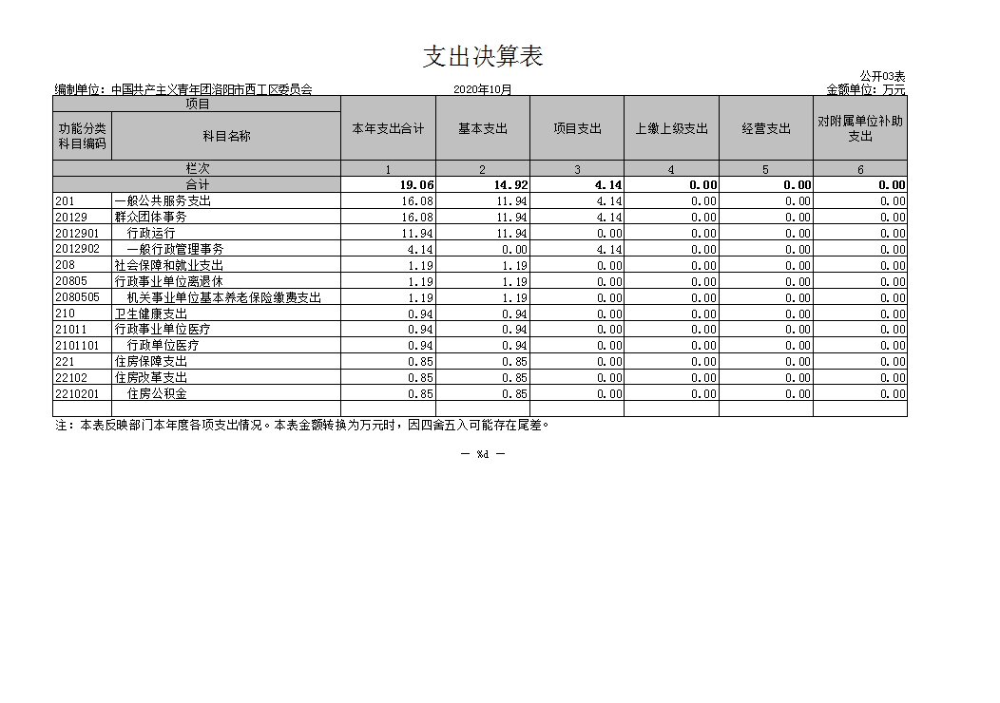 支出决算表
公开03表
编制单位：中国共产主义青年团洛阳市西工区委员会 2020年10月 金额单位：万元
项目
功能分类科目编码 科目名称 本年支出合计 基本支出 项目支出 上缴上级支出 经营支出 对附属单位补助支出
栏次 1 2 3 4 5 6
合计 19.06 14.92 4.14 0.00 0.00 0.00
201 一般公共服务支出 16.08 11.94 4.14 0.00 0.00 0.00
20129 群众团体事务 16.08 11.94 4.14 0.00 0.00 0.00
2012901 行政运行 11.94 11.94 0.00 0.00 0.00 0.00
2012902 一般行政管理事务 4.14 0.00 4.14 0.00 0.00 0.00
208 社会保障和就业支出 1.19 1.19 0.00 0.00 0.00 0.00
20805 行政事业单位离退休 1.19 1.19 0.00 0.00 0.00 0.00
2080505 机关事业单位基本养老保险缴费支出 1.19 1.19 0.00 0.00 0.00 0.00
210 卫生健康支出 0.94 0.94 0.00 0.00 0.00 0.00
21011 行政事业单位医疗 0.94 0.94 0.00 0.00 0.00 0.00
2101101 行政单位医疗 0.94 0.94 0.00 0.00 0.00 0.00
221 住房保障支出 0.85 0.85 0.00 0.00 0.00 0.00
22102 住房改革支出 0.85 0.85 0.00 0.00 0.00 0.00
2210201 住房公积金 0.85 0.85 0.00 0.00 0.00 0.00
注：本表反映部门本年度各项支出情况。本表金额转换为万元时，因四舍五入可能存在尾差。
— %d —